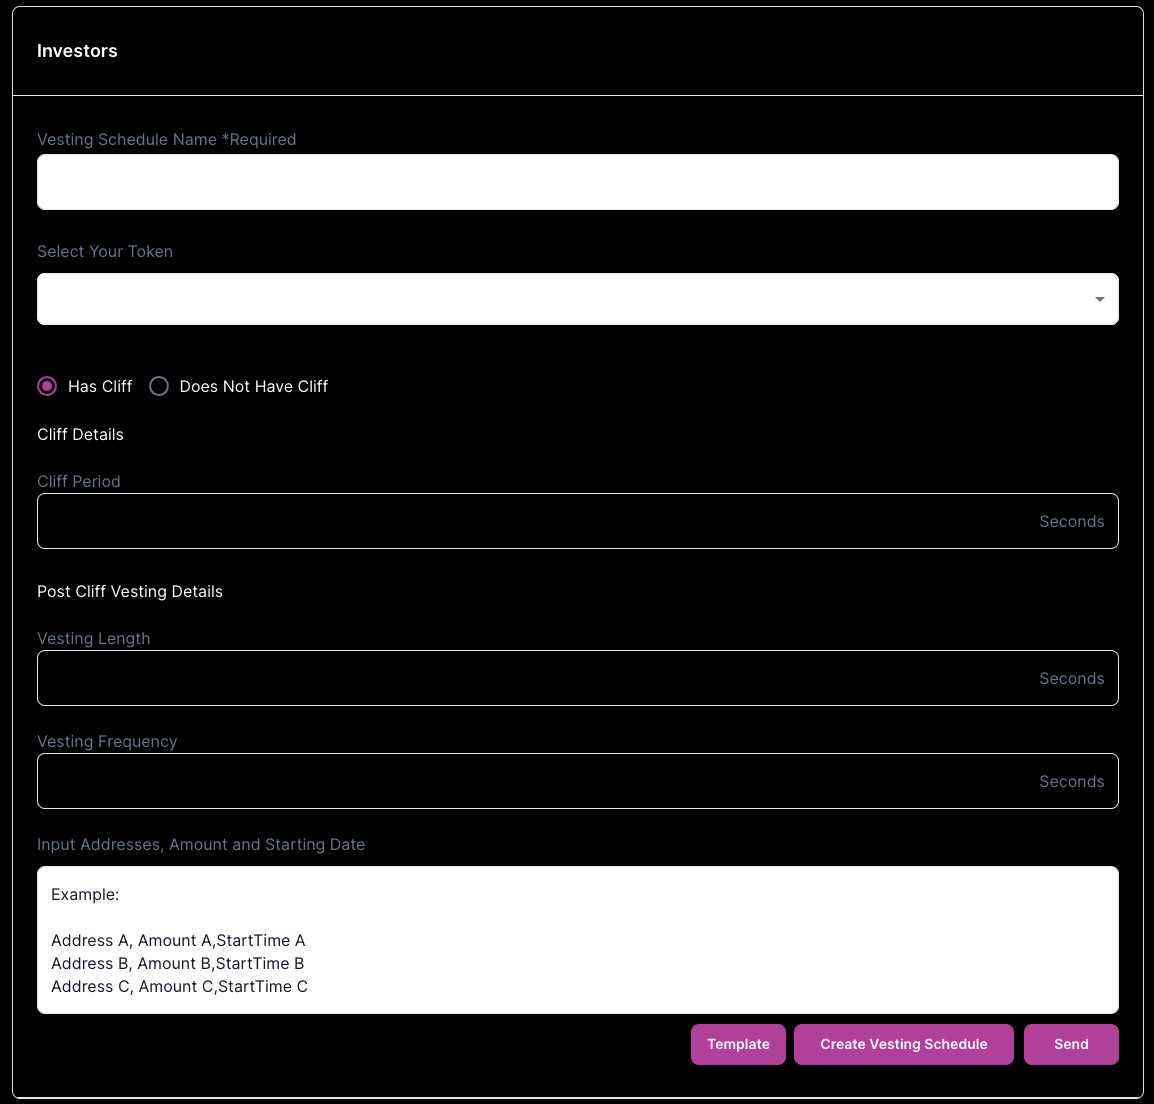 Investors
Vesting Schedule Name *Required
Select Your Token
Has Cliff Does Not Have Cliff
Cliff Details
Cliff Period
Seconds
Post Cliff Vesting Details
Vesting Length
Seconds
Vesting Frequency
Seconds
Input Addresses, Amount and Starting Date
Example:
Address A, Amount A,StartTime A
Address B, Amount B,StartTime B
Address C, Amount C,StartTime C
Template Create Vesting Schedule Send